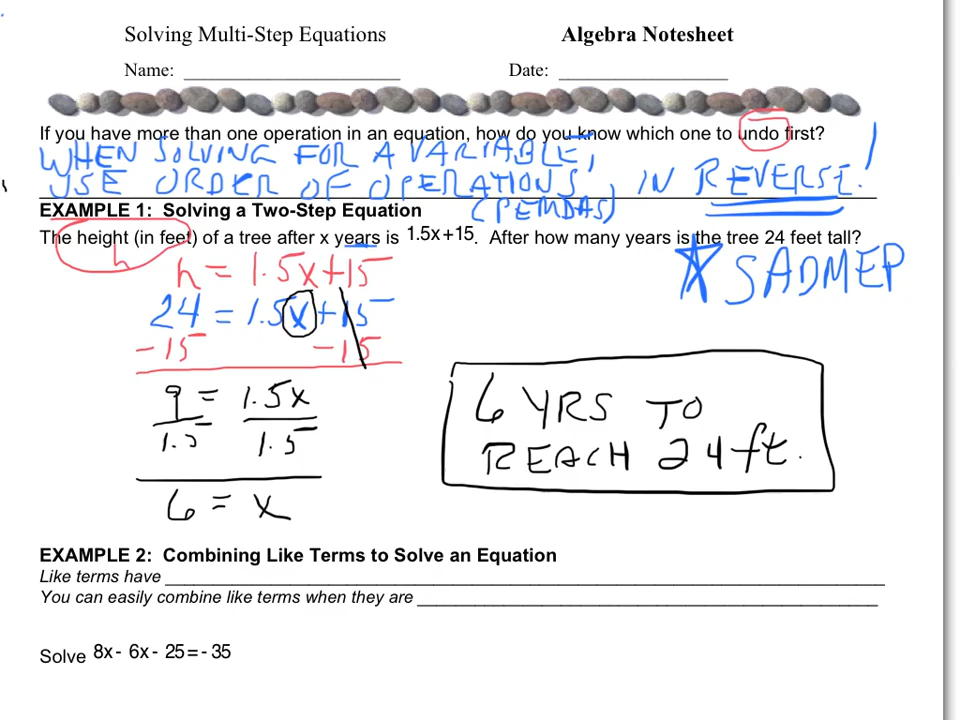 Solving Multi-Step Equations Algebra Notesheet
Name: ____________________ Date: ________________
If you have more than one operation in an equation, how do you know which one to undo first?
WHEN SOLVING FOR A VARIABLE,
USE ORDER OF OPERATIONS, IN REVERSE!
(PEMDAS)
EXAMPLE 1: Solving a Two-Step Equation
The height (in feet) of a tree after x years is 1.5x+15. After how many years is the tree 24 feet tall?
h
h = 1.5x+15
★SADMEP
24 = 1.5x+15
-15 -15
9 = 1.5x
1.5 1.5
6 = x
6 YRS TO
REACH 24ft.
EXAMPLE 2: Combining Like Terms to Solve an Equation
Like terms have ____________________
You can easily combine like terms when they are ____________________
Solve 8x- 6x- 25=-35